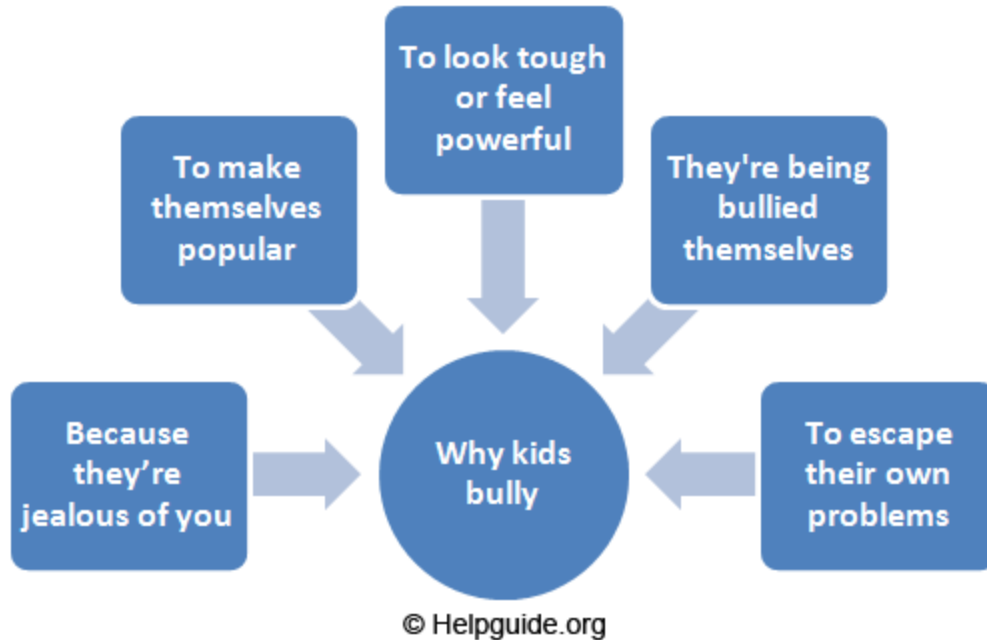 To look tough
or feel
powerful
To make
themselves
popular
They're being
bullied
themselves
Because
they’re
jealous of you
Why kids
bully
To escape
their own
problems
© Helpguide.org